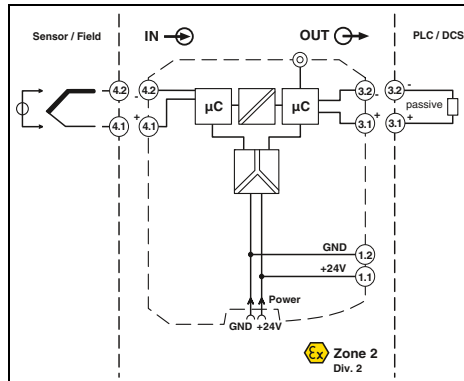 Sensor / Field
IN
OUT
PLC / DCS
4.2
4.2
-
µC
µC
3.2
-
3.2
-
passive
4.1
+
4.1
3.1
+
3.1
+
GND
1.2
+24V
1.1
Power
GND +24V
Ex Zone 2
Div. 2